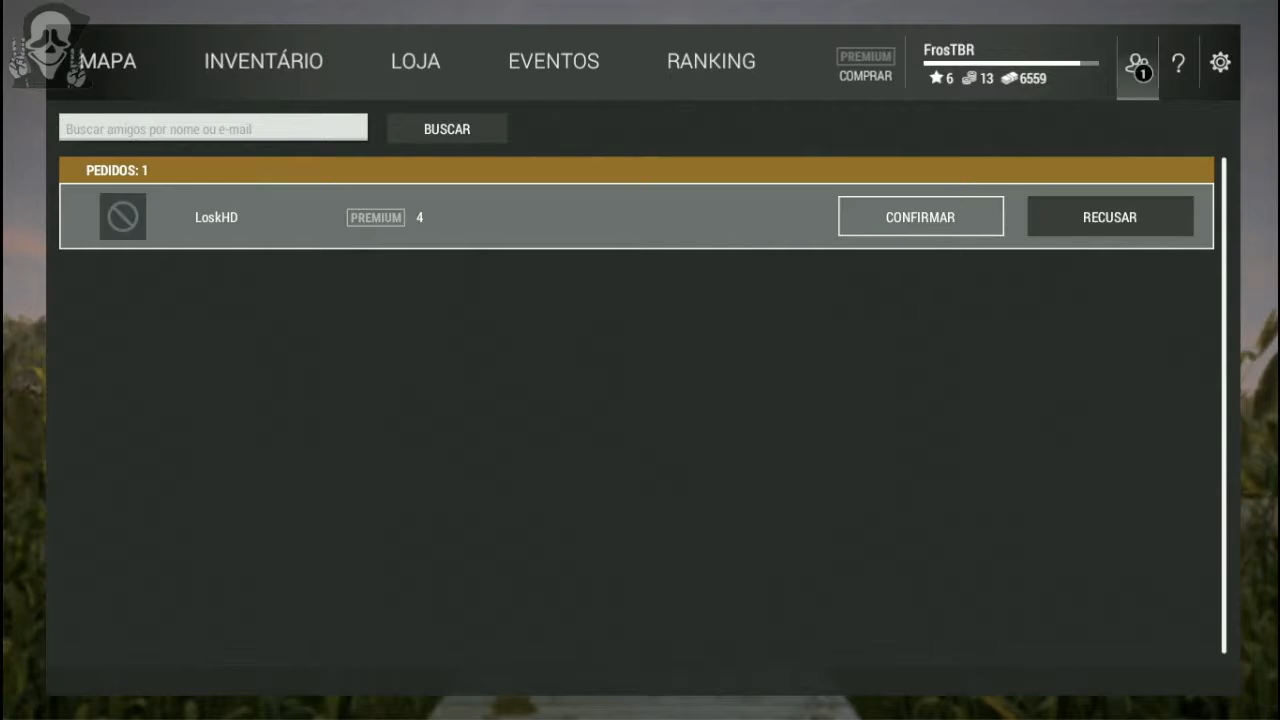 MAPA INVENTÁRIO LOJA EVENTOS RANKING
PREMIUM
COMPRAR
FrosTBR
6 13 6559
1
?
Buscar amigos por nome ou e-mail
BUSCAR
PEDIDOS: 1
LoskHD PREMIUM 4 CONFIRMAR RECUSAR